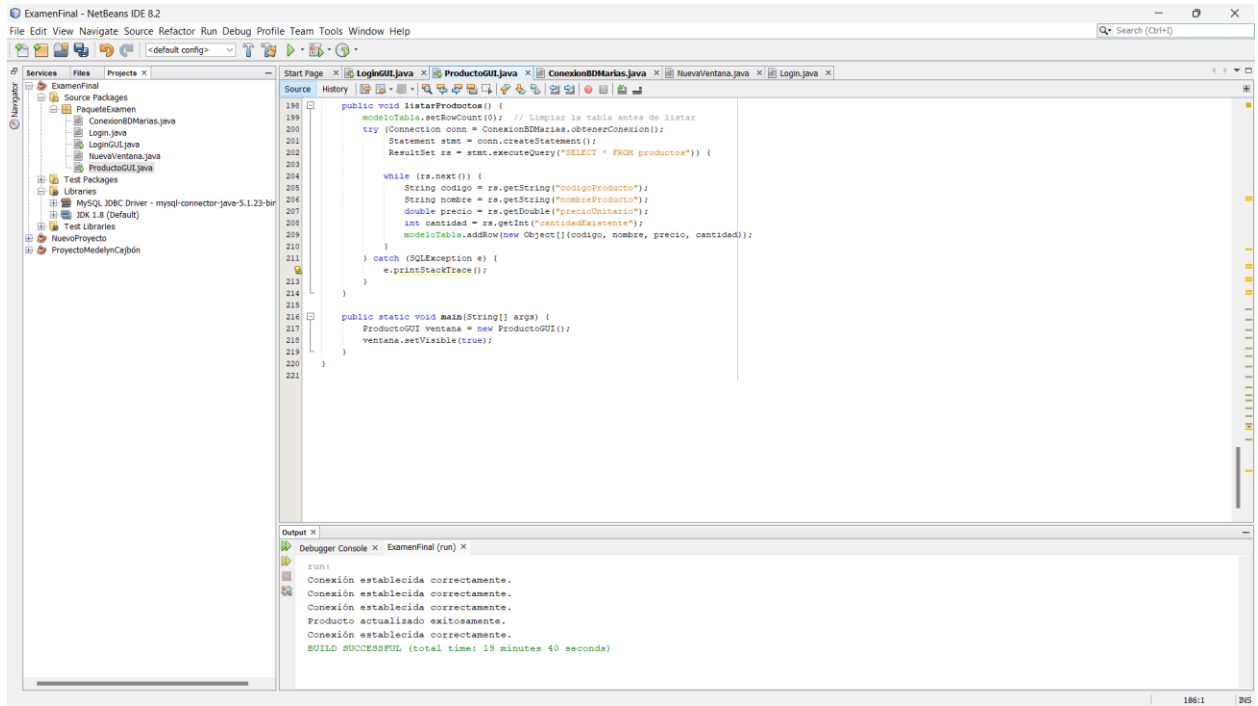 ExamenFinal - NetBeans IDE 8.2
File Edit View Navigate Source Refactor Run Debug Profile Team Tools Window Help
Search (Ctrl+I)
<default config>
Services Files Projects
Navigator
ExamenFinal
Source Packages
PaqueteExamen
ConexionBDMarias.java
Login.java
LoginGUI.java
NuevaVentana.java
ProductoGUI.java
Test Packages
Libraries
MySQL JDBC Driver - mysql-connector-java-5.1.23-bin
JDK 1.8 (Default)
Test Libraries
NuevoProyecto
ProyectoMedelynCajbón
Start Page LoginGUI.java ProductoGUI.java ConexionBDMarias.java NuevaVentana.java Login.java
Source History
198 public void listarProductos() {
199 modeloTabla.setRowCount(0); // Limpiar la tabla antes de listar
200 try (Connection conn = ConexionBDMarias.obtenerConexion();
201 Statement stmt = conn.createStatement();
202 ResultSet rs = stmt.executeQuery("SELECT * FROM productos")) {
203
204 while (rs.next()) {
205 String codigo = rs.getString("codigoProducto");
206 String nombre = rs.getString("nombreProducto");
207 double precio = rs.getDouble("precioUnitario");
208 int cantidad = rs.getInt("cantidadExistente");
209 modeloTabla.addRow(new Object[]{codigo, nombre, precio, cantidad});
210 }
211 } catch (SQLException e) {
e.printStackTrace();
213 }
214 }
215
216 public static void main(String[] args) {
217 ProductoGUI ventana = new ProductoGUI();
218 ventana.setVisible(true);
219 }
220 }
221
Output
Debugger Console ExamenFinal (run)
run:
Conexión establecida correctamente.
Conexión establecida correctamente.
Conexión establecida correctamente.
Producto actualizado exitosamente.
Conexión establecida correctamente.
BUILD SUCCESSFUL (total time: 19 minutes 40 seconds)
186:1 INS